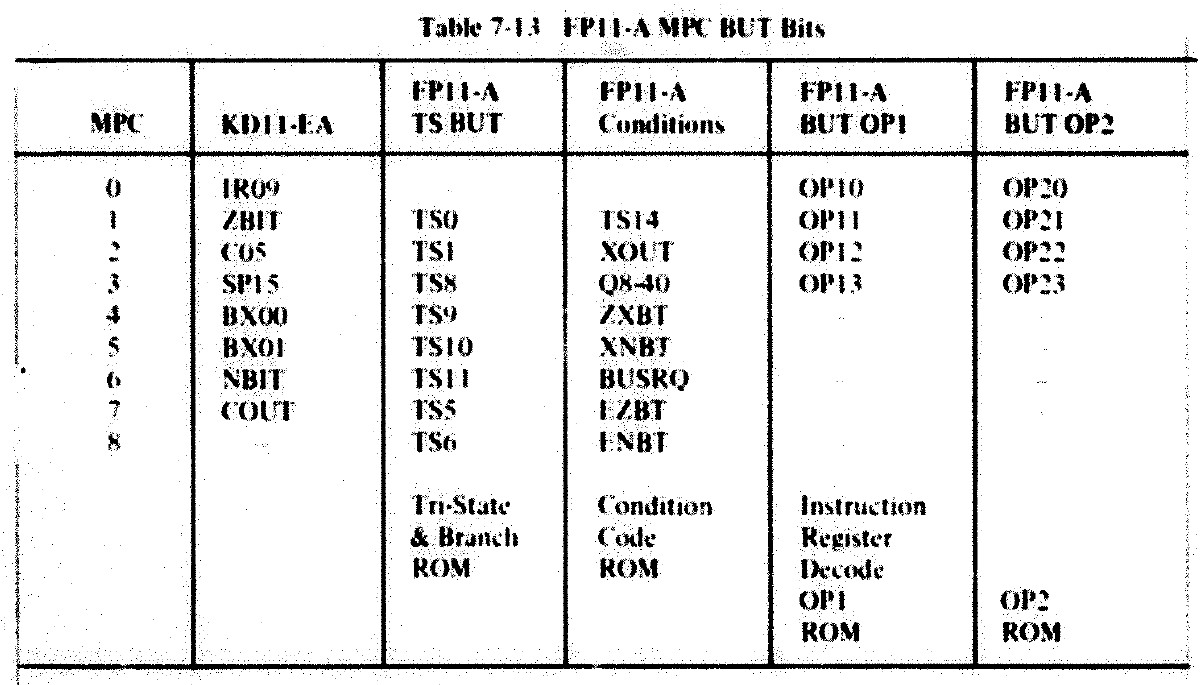 Table 7-13 FP11-A MPC BUT Bits
MPC KD11-EA FP11-A TS BUT FP11-A Conditions FP11-A BUT OP1 FP11-A BUT OP2
0 IR09 – OP10 OP20
1 ZBIT TS0 TS14 OP11 OP21
2 C05 TS1 XOUT OP12 OP22
3 SP15 TS8 Q8-40 OP13 OP23
4 BX00 TS9 ZXBT – –
5 BX01 TS10 XNBT – –
6 NBIT TS11 BUSRQ – –
7 COUT TS5 EZBT – –
8 – TS6 ENBT
Tri-State Condition Instruction
& Branch Code Register
ROM ROM Decode
OP1 OP2
ROM ROM